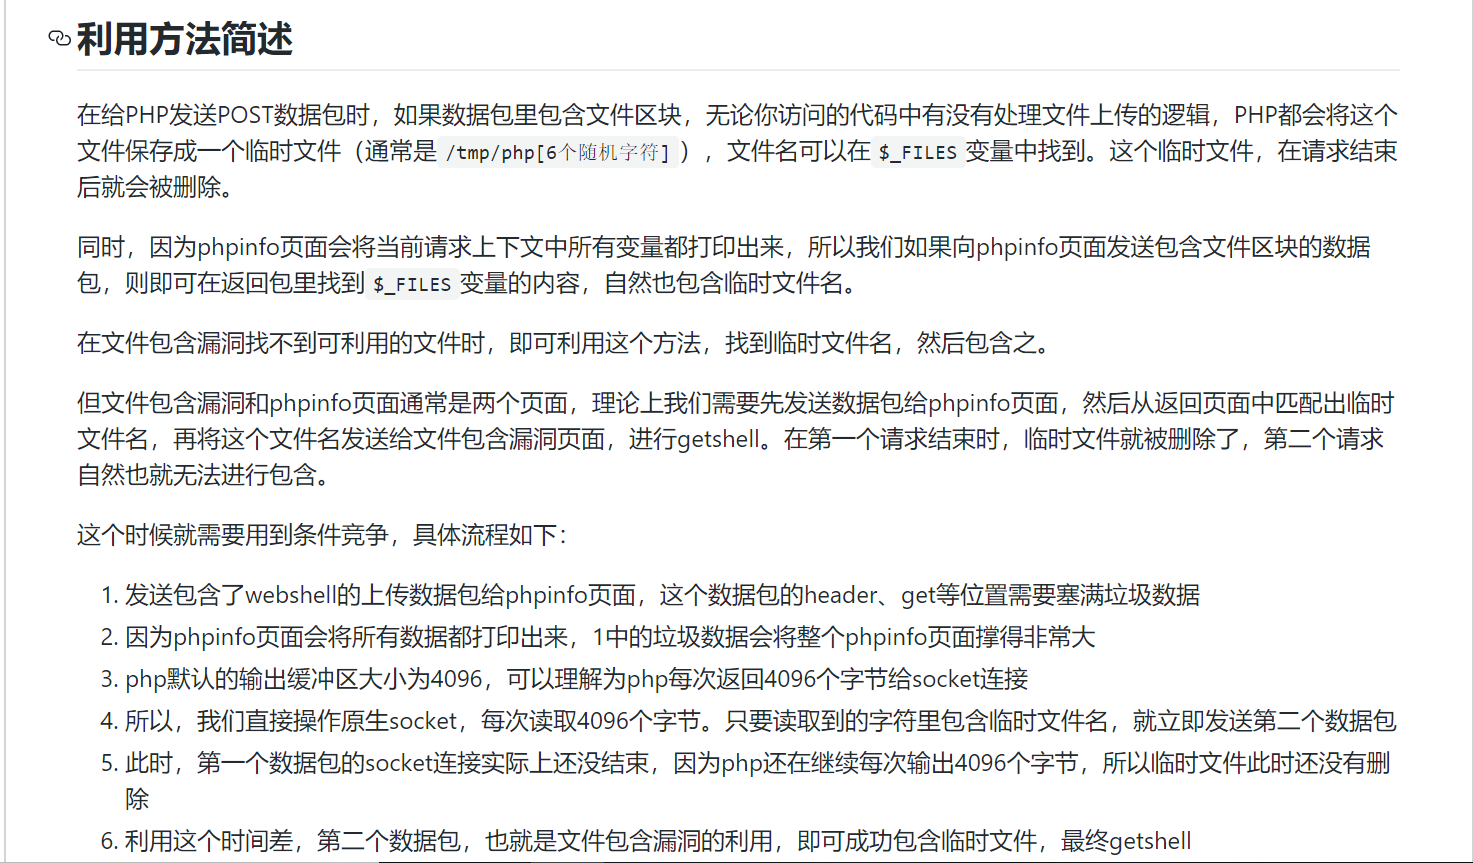 利用方法简述
在给PHP发送POST数据包时，如果数据包里包含文件区块，无论你访问的代码中有没有处理文件上传的逻辑，PHP都会将这个
文件保存成一个临时文件（通常是 /tmp/php[6个随机字符] ），文件名可以在 $_FILES 变量中找到。这个临时文件，在请求结束
后就会被删除。
同时，因为phpinfo页面会将当前请求上下文中所有变量都打印出来，所以我们如果向phpinfo页面发送包含文件区块的数据
包，则即可在返回包里找到 $_FILES 变量的内容，自然也包含临时文件名。
在文件包含漏洞找不到可利用的文件时，即可利用这个方法，找到临时文件名，然后包含之。
但文件包含漏洞和phpinfo页面通常是两个页面，理论上我们需要先发送数据包给phpinfo页面，然后从返回页面中匹配出临时
文件名，再将这个文件名发送给文件包含漏洞页面，进行getshell。在第一个请求结束时，临时文件就被删除了，第二个请求
自然也就无法进行包含。
这个时候就需要用到条件竞争，具体流程如下：
1. 发送包含了webshell的上传数据包给phpinfo页面，这个数据包的header、get等位置需要塞满垃圾数据
2. 因为phpinfo页面会将所有数据都打印出来，1中的垃圾数据会将整个phpinfo页面撑得非常大
3. php默认的输出缓冲区大小为4096，可以理解为php每次返回4096个字节给socket连接
4. 所以，我们直接操作原生socket，每次读取4096个字节。只要读取到的字符里包含临时文件名，就立即发送第二个数据包
5. 此时，第一个数据包的socket连接实际上还没结束，因为php还在继续每次输出4096个字节，所以临时文件此时还没有删
除
6. 利用这个时间差，第二个数据包，也就是文件包含漏洞的利用，即可成功包含临时文件，最终getshell